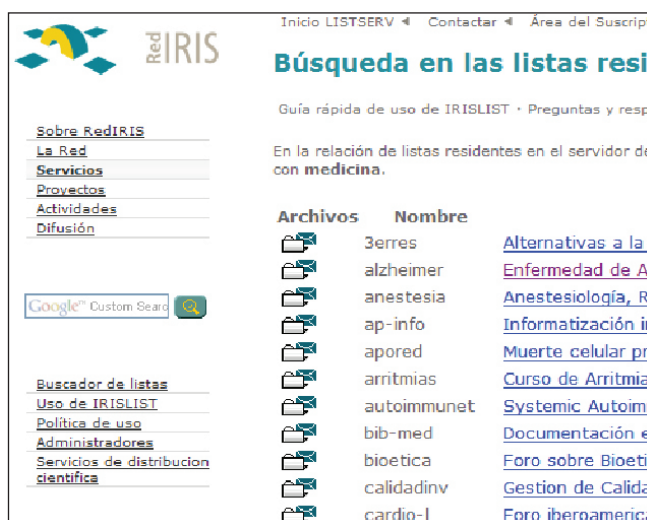 Red IRIS
Inicio LISTSERV Contactar Área del Suscrip
Búsqueda en las listas resi
Guía rápida de uso de IRISLIST · Preguntas y resp
En la relación de listas residentes en el servidor de
con medicina.
Sobre RedIRIS
La Red
Servicios
Proyectos
Actividades
Difusión
Google™ Custom Searc
Buscador de listas
Uso de IRISLIST
Política de uso
Administradores
Servicios de distribucion
científica
Archivos Nombre
3erres Alternativas a la
alzheimer Enfermedad de A
anestesia Anestesiología, R
ap-info Informatización i
apored Muerte celular pr
arritmias Curso de Arritmia
autoimmunet Systemic Autoim
bib-med Documentación e
bioetica Foro sobre Bioeti
calidadinv Gestion de Calida
cardio-l Foro iberoamerica